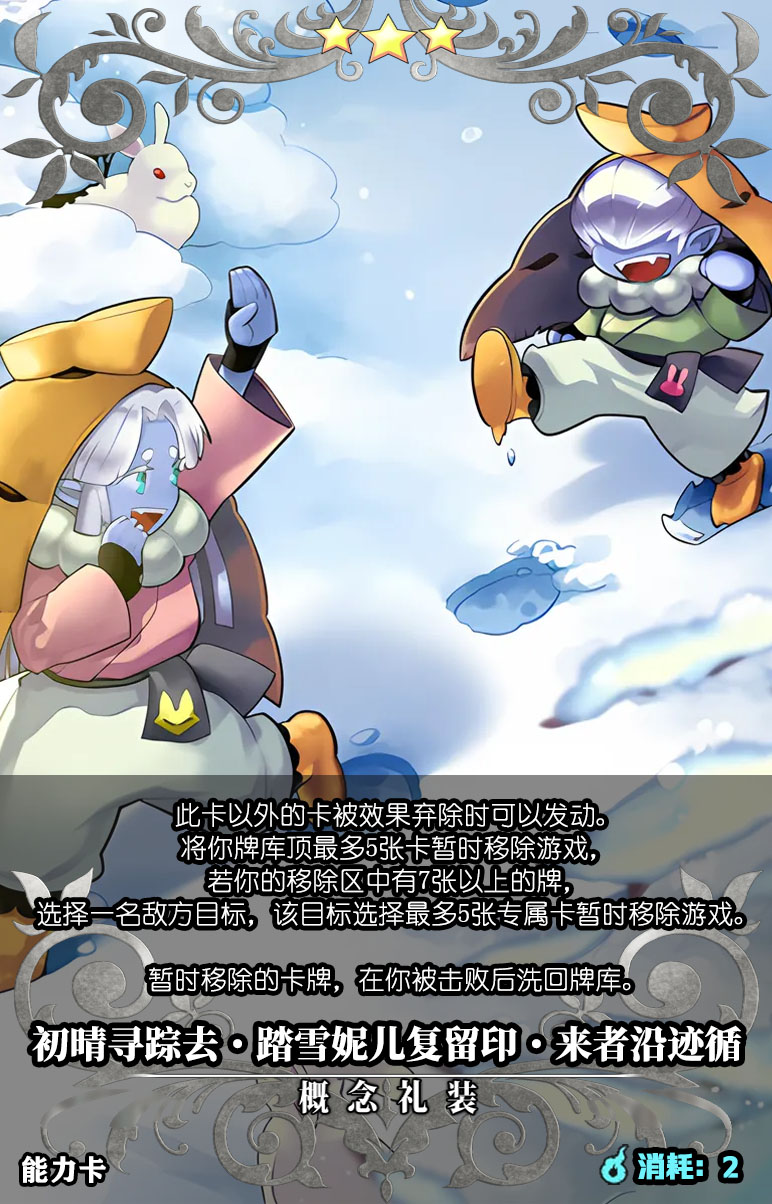 此卡以外的卡被效果弃除时可以发动。
将你牌库顶最多5张卡暂时移除游戏，
若你的移除区中有7张以上的牌，
选择一名敌方目标，该目标选择最多5张专属卡暂时移除游戏。
暂时移除的卡牌，在你被击败后洗回牌库。
初晴寻踪去·踏雪妮儿复留印·来者沿迹循
概念礼装
能力卡
消耗：2